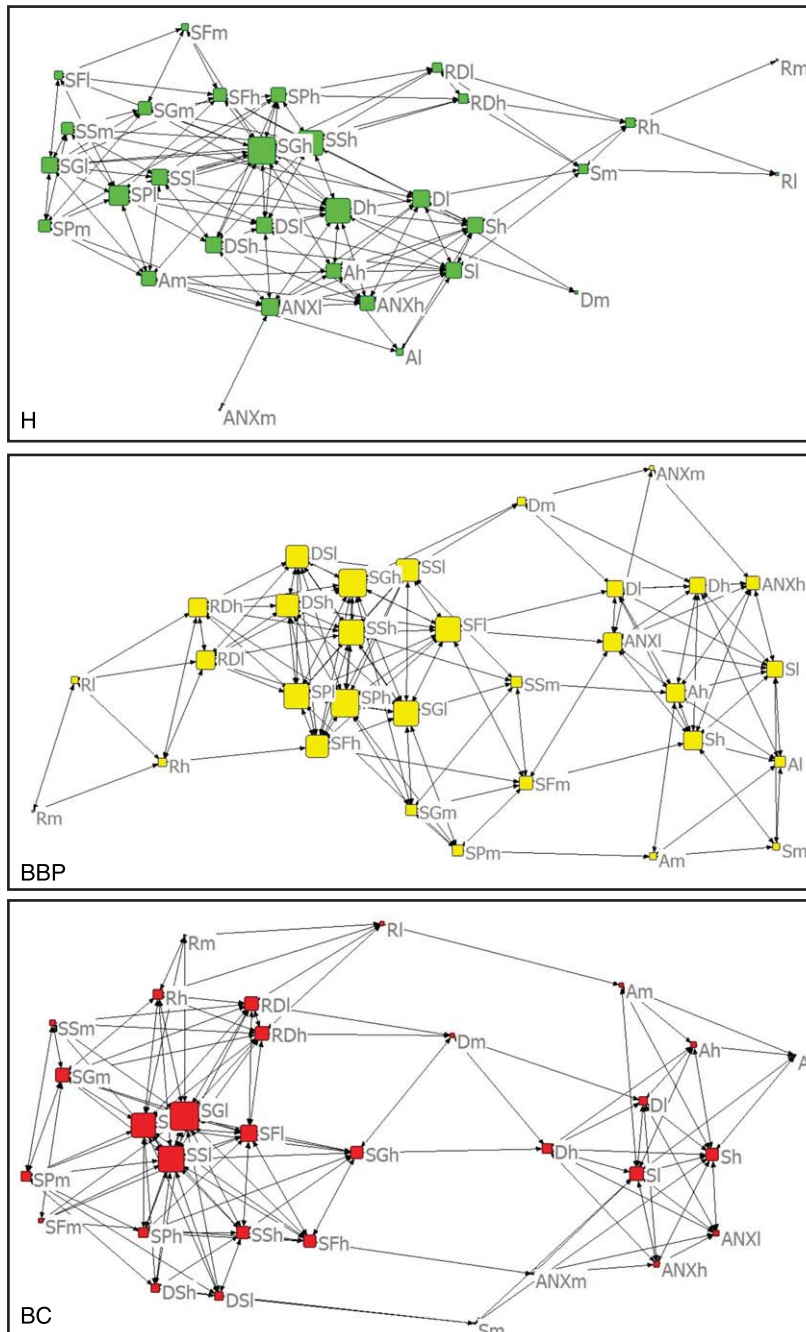 SFm
RDl
Rm
SFl
SFh
SPh
RDh
SGm
Rh
SSm
SGh
SSh
SGl
SSl
Sm
Rl
SPl
Dl
Dh
SPm
DSl
Sh
DSh
Ah
Sl
Am
Dm
ANXl
ANXh
Al
ANXm
H
ANXm
Dm
DSl
SSl
SGh
Dl
Dh
ANXh
RDh
DSh
SSh
SFl
ANXl
RDl
Sl
Rl
SSm
SPl
SPh
Ah
SGl
Sh
SFh
Rh
Al
SFm
Rm
SGm
SPm
Am
Sm
BBP
Rl
Rm
Am
Rh
RDl
SSm
RDh
Dm
Ah
SGm
Dl
SGl
SFl
SSl
SGh
Dh
Sh
SPm
Sl
SFm
SPh
SSh
SFh
ANXl
ANXm
ANXh
DSh
DSl
Sm
BC